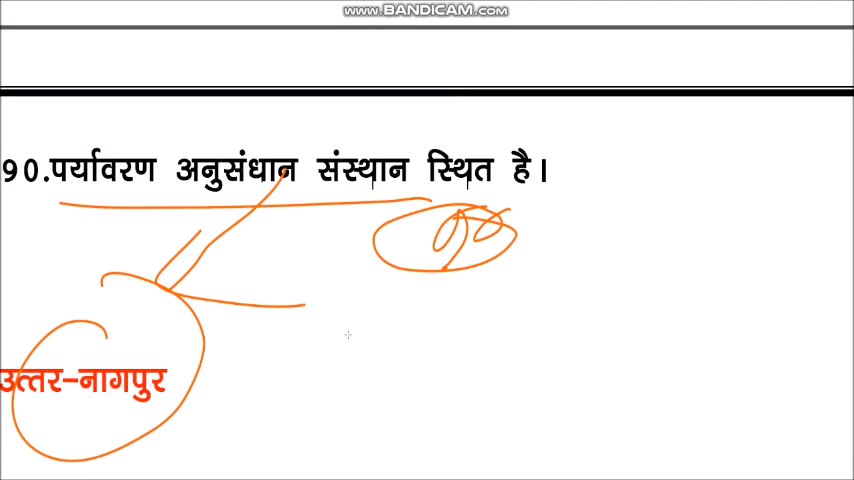 www.BANDICAM.com
90.पर्यावरण अनुसंधान संस्थान स्थित है।
उत्तर-नागपुर